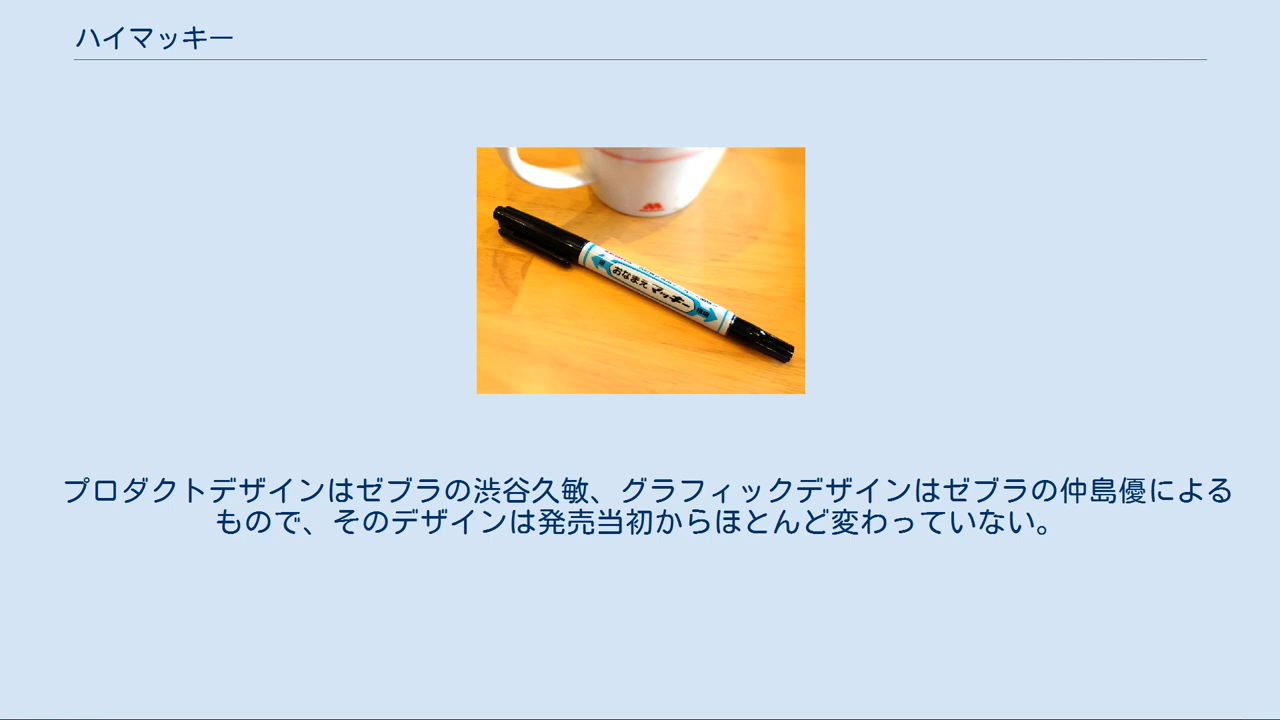 ハイマッキー
おなまえ マッキー
プロダクトデザインはゼブラの渋谷久敏、グラフィックデザインはゼブラの仲島優による
もので、そのデザインは発売当初からほとんど変わっていない。